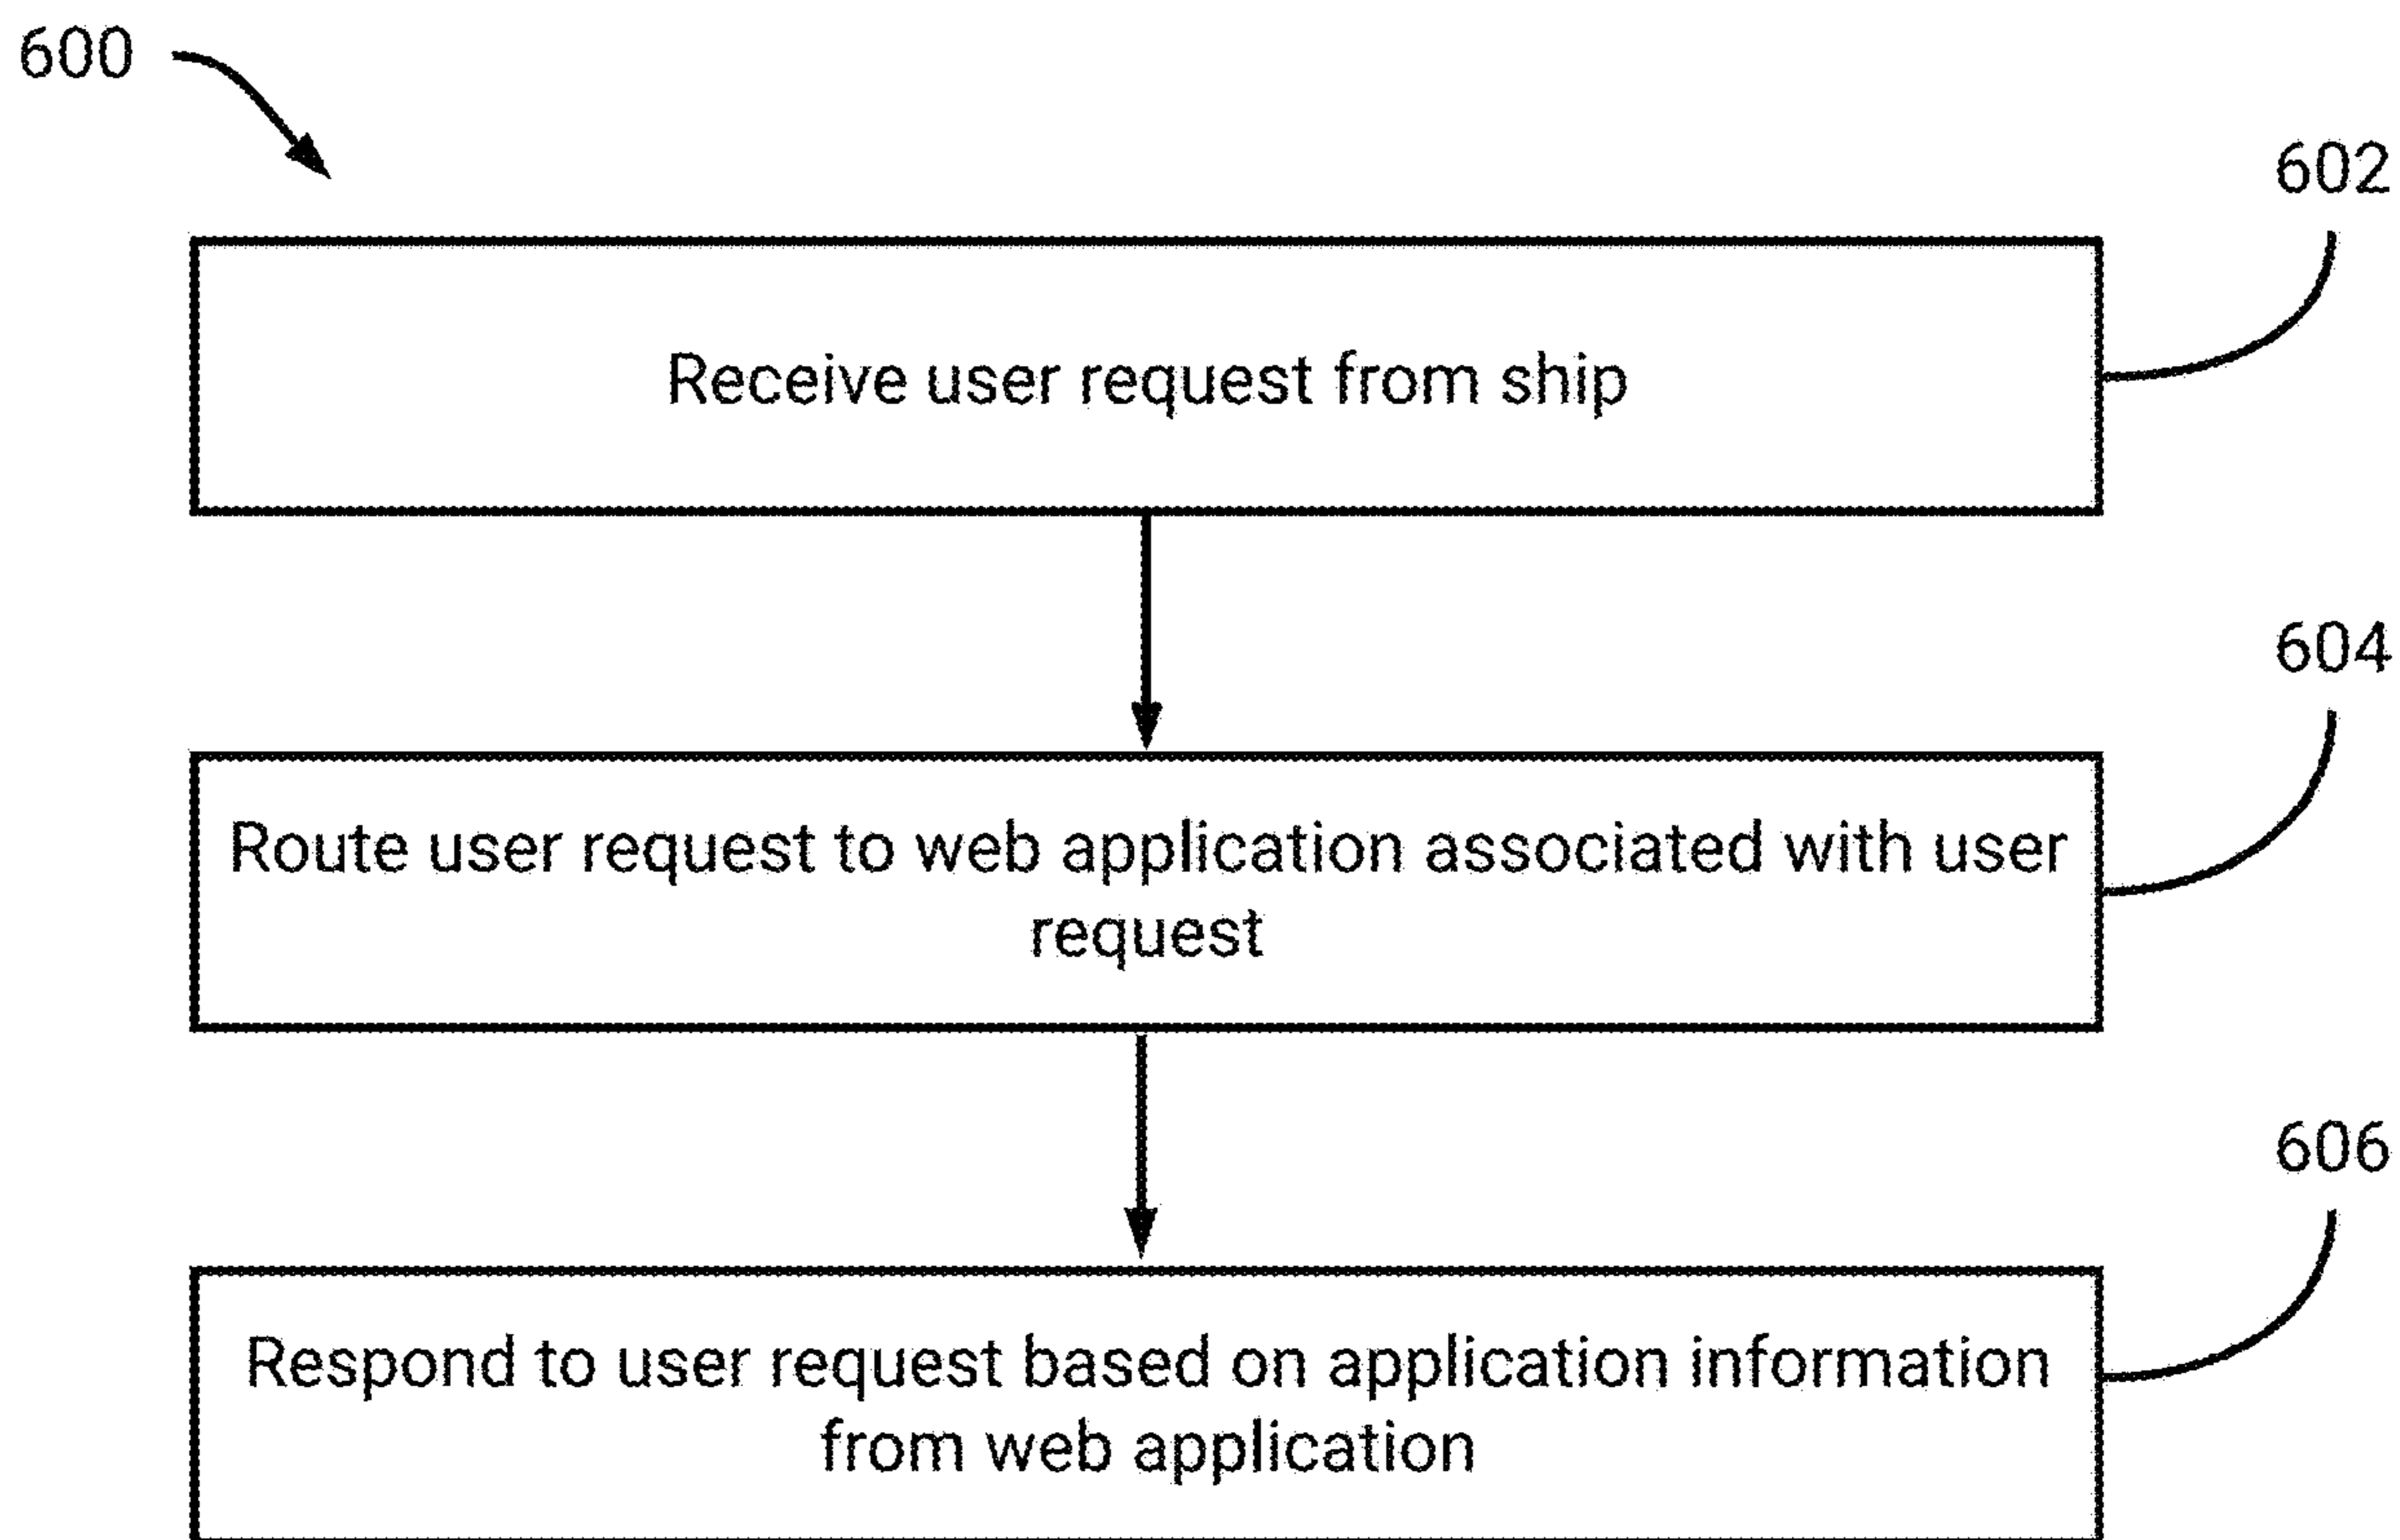 600
602
Receive user request from ship
604
Route user request to web application associated with user
request
606
Respond to user request based on application information
from web application